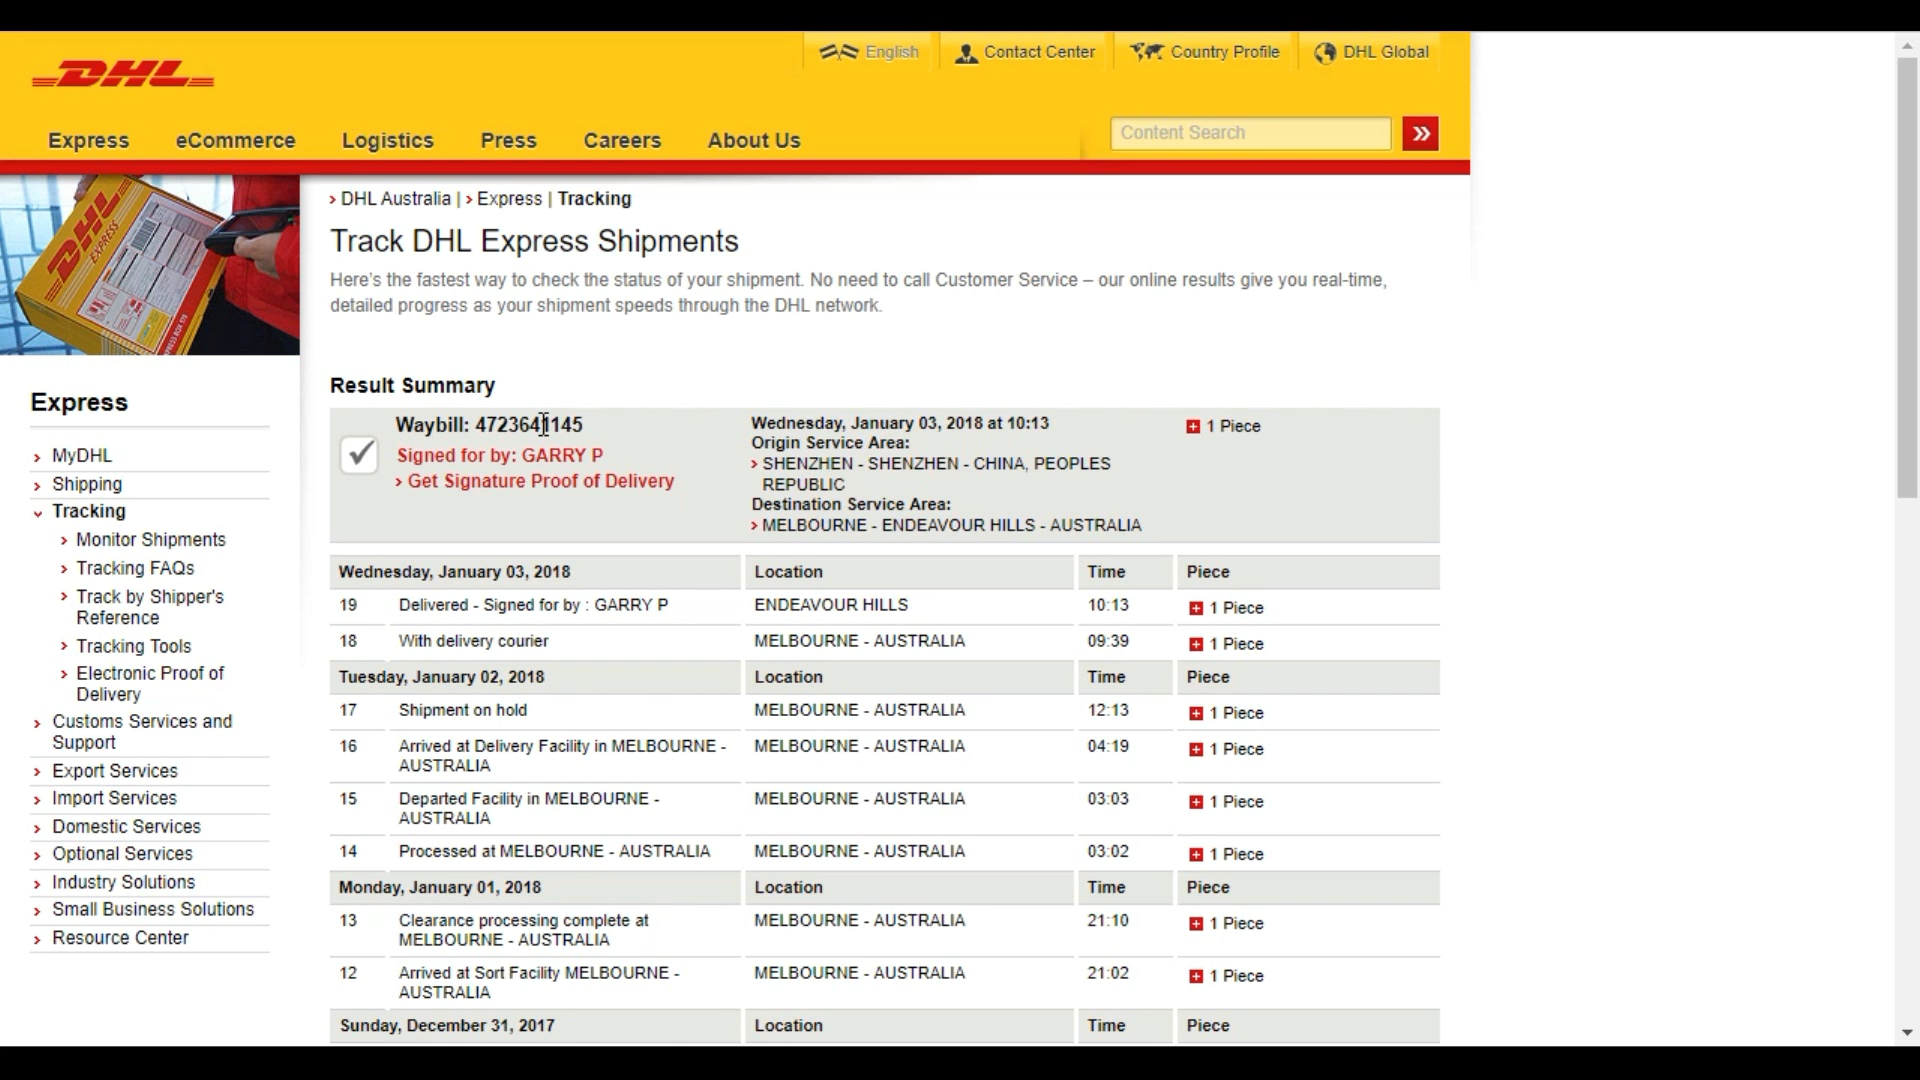 English
Contact Center
Country Profile
DHL Global
DHL
Express
eCommerce
Logistics
Press
Careers
About Us
Content Search
DHL EXPRESS
DHL Australia | Express | Tracking
Track DHL Express Shipments
Here's the fastest way to check the status of your shipment. No need to call Customer Service – our online results give you real-time,
detailed progress as your shipment speeds through the DHL network.
Express
MyDHL
Shipping
Tracking
Monitor Shipments
Tracking FAQs
Track by Shipper's
Reference
Tracking Tools
Electronic Proof of
Delivery
Customs Services and
Support
Export Services
Import Services
Domestic Services
Optional Services
Industry Solutions
Small Business Solutions
Resource Center
Result Summary
Waybill: 4723641145
Signed for by: GARRY P
Get Signature Proof of Delivery
Wednesday, January 03, 2018 at 10:13
Origin Service Area:
SHENZHEN - SHENZHEN - CHINA, PEOPLES
REPUBLIC
Destination Service Area:
MELBOURNE - ENDEAVOUR HILLS - AUSTRALIA
1 Piece
Wednesday, January 03, 2018 Location Time Piece
19 Delivered - Signed for by : GARRY P ENDEAVOUR HILLS 10:13 1 Piece
18 With delivery courier MELBOURNE - AUSTRALIA 09:39 1 Piece
Tuesday, January 02, 2018 Location Time Piece
17 Shipment on hold MELBOURNE - AUSTRALIA 12:13 1 Piece
16 Arrived at Delivery Facility in MELBOURNE - MELBOURNE - AUSTRALIA 04:19 1 Piece
AUSTRALIA
15 Departed Facility in MELBOURNE - MELBOURNE - AUSTRALIA 03:03 1 Piece
AUSTRALIA
14 Processed at MELBOURNE - AUSTRALIA MELBOURNE - AUSTRALIA 03:02 1 Piece
Monday, January 01, 2018 Location Time Piece
13 Clearance processing complete at MELBOURNE - AUSTRALIA 21:10 1 Piece
MELBOURNE - AUSTRALIA
12 Arrived at Sort Facility MELBOURNE - MELBOURNE - AUSTRALIA 21:02 1 Piece
AUSTRALIA
Sunday, December 31, 2017 Location Time Piece